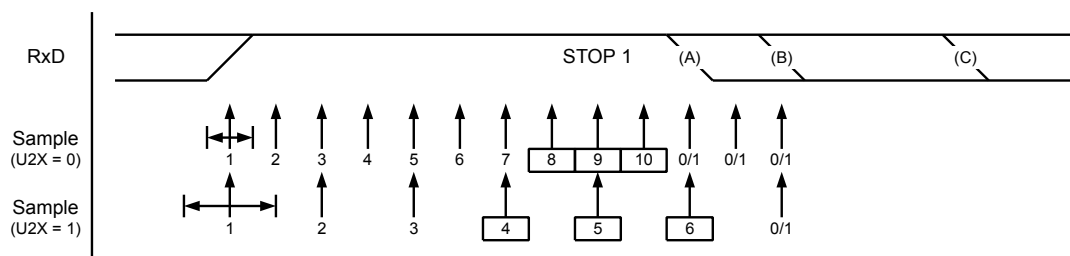 RxD
STOP 1
(A)
(B)
(C)
Sample
(U2X = 0)
1 2 3 4 5 6 7 8 9 10 0/1 0/1 0/1
Sample
(U2X = 1)
1 2 3 4 5 6 0/1